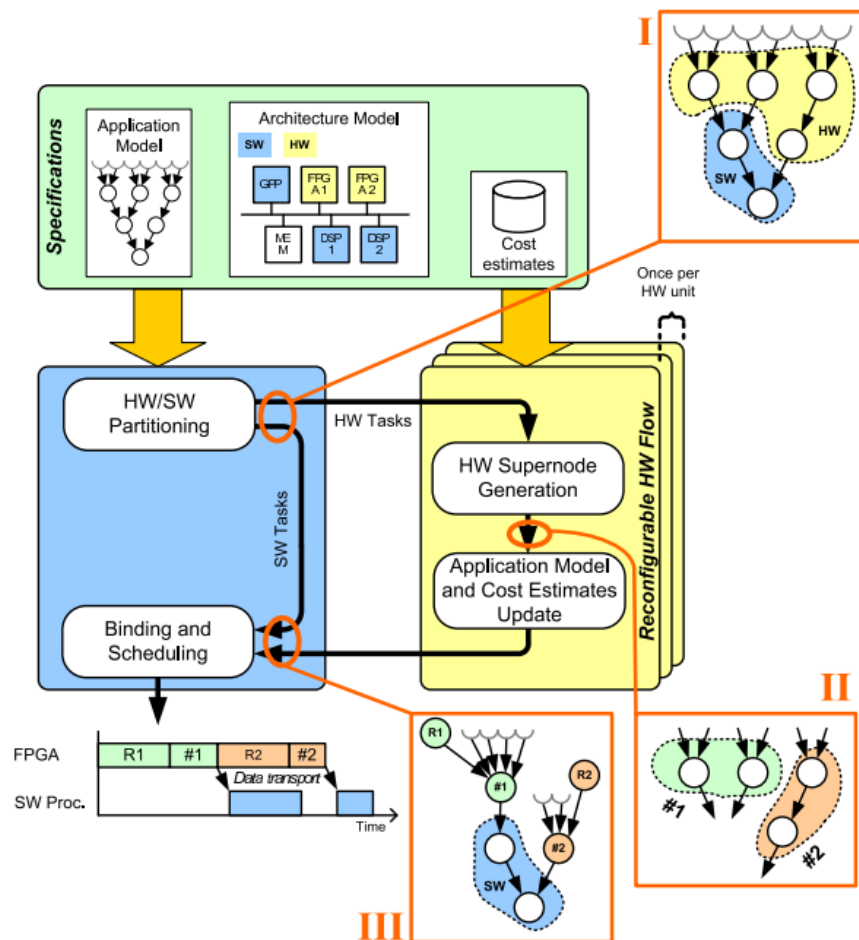 I
HW
SW
Specifications
Application
Model
Architecture Model
SW
HW
GPP
FPG
A 1
FPG
A 2
ME
M
DSP
1
DSP
2
Cost
estimates
Once per
HW unit
HW/SW
Partitioning
HW Tasks
SW Tasks
HW Supernode
Generation
Application Model
and Cost Estimates
Update
Reconfigurable HW Flow
Binding and
Scheduling
FPGA
R1
#1
R2
#2
Data transport
SW Proc.
Time
R1
R2
#1
#2
SW
III
II
#1
#2